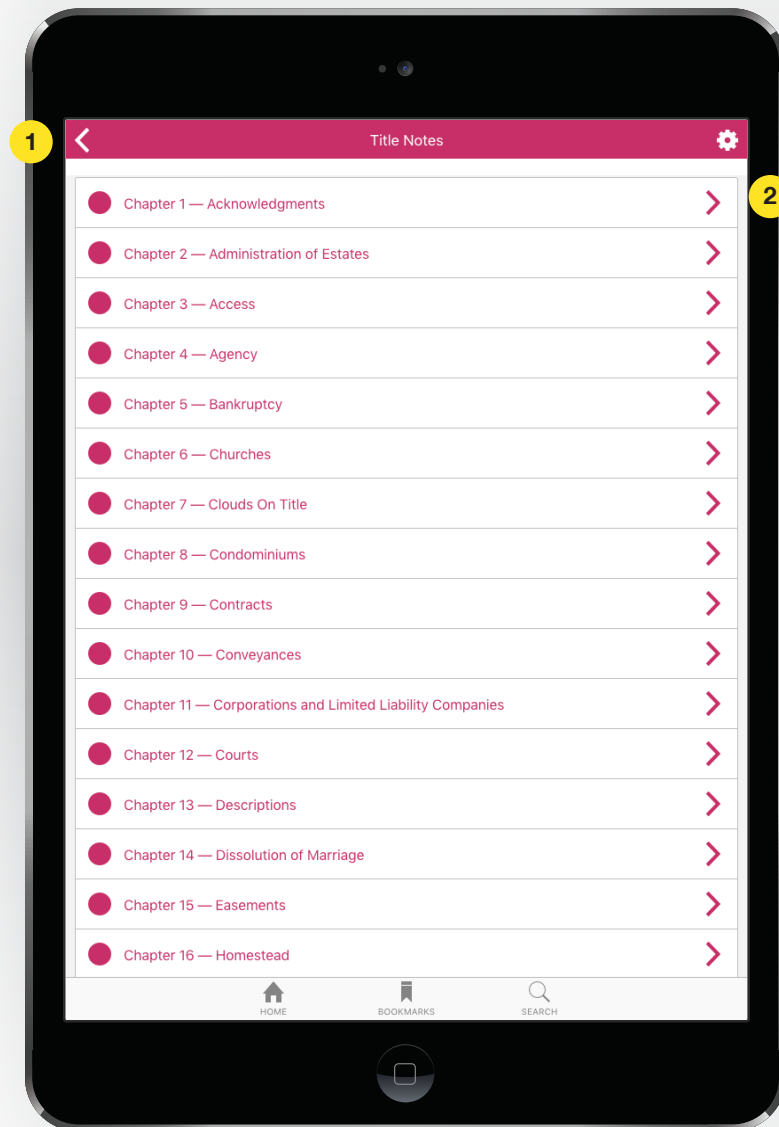 1
Title Notes
2
Chapter 1 — Acknowledgments
Chapter 2 — Administration of Estates
Chapter 3 — Access
Chapter 4 — Agency
Chapter 5 — Bankruptcy
Chapter 6 — Churches
Chapter 7 — Clouds On Title
Chapter 8 — Condominiums
Chapter 9 — Contracts
Chapter 10 — Conveyances
Chapter 11 — Corporations and Limited Liability Companies
Chapter 12 — Courts
Chapter 13 — Descriptions
Chapter 14 — Dissolution of Marriage
Chapter 15 — Easements
Chapter 16 — Homestead
HOME BOOKMARKS SEARCH